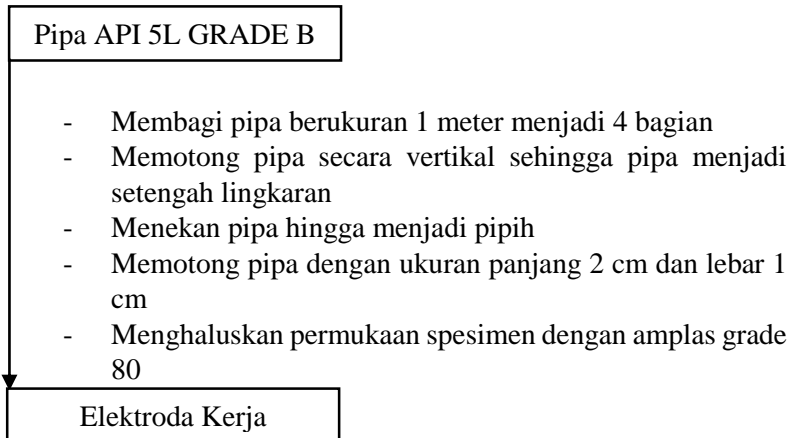 Pipa API 5L GRADE B
- Membagi pipa berukuran 1 meter menjadi 4 bagian
- Memotong pipa secara vertikal sehingga pipa menjadi
setengah lingkaran
- Menekan pipa hingga menjadi pipih
- Memotong pipa dengan ukuran panjang 2 cm dan lebar 1
cm
- Menghaluskan permukaan spesimen dengan amplas grade
80
Elektroda Kerja